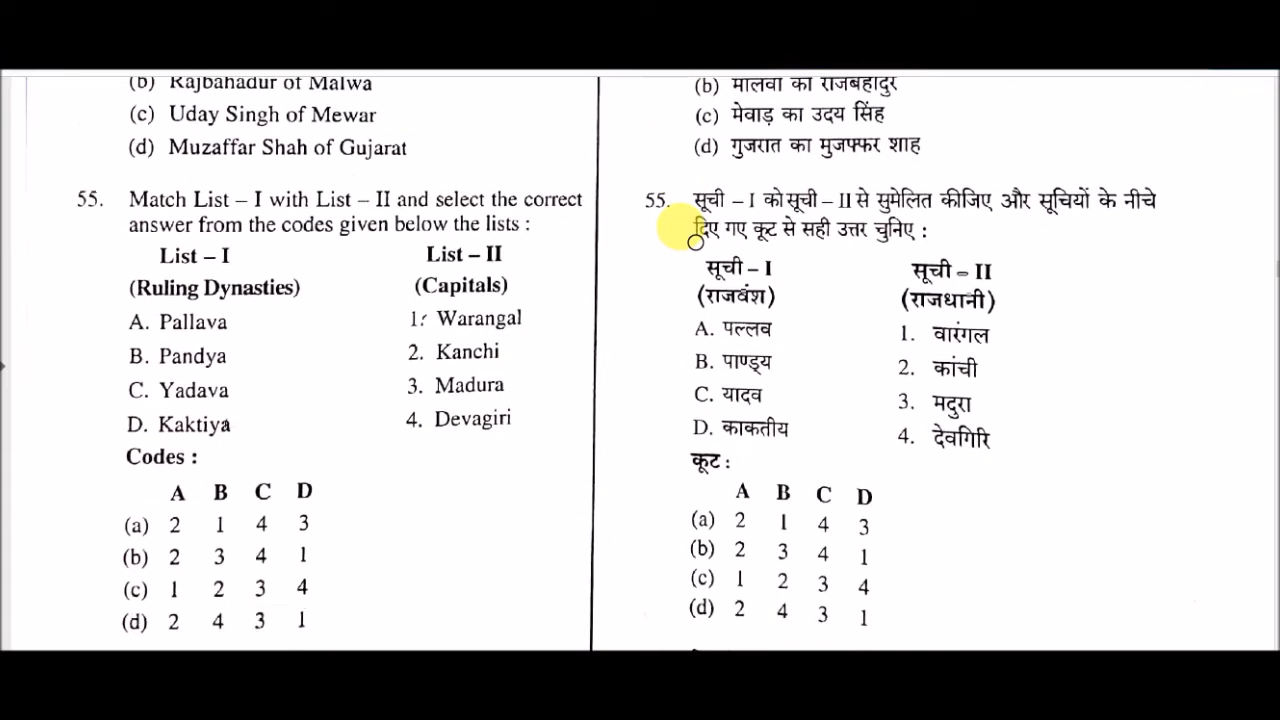 (b) Rajbahadur of Malwa
(c) Uday Singh of Mewar
(d) Muzaffar Shah of Gujarat
55. Match List – I with List – II and select the correct
answer from the codes given below the lists :
List – I List – II
(Ruling Dynasties) (Capitals)
A. Pallava 1. Warangal
B. Pandya 2. Kanchi
C. Yadava 3. Madura
D. Kaktiya 4. Devagiri
Codes :
A B C D
(a) 2 1 4 3
(b) 2 3 4 1
(c) 1 2 3 4
(d) 2 4 3 1
(b) मालवा का राजबहादुर
(c) मेवाड़ का उदय सिंह
(d) गुजरात का मुजफ्फर शाह
55. सूची – I को सूची – II से सुमेलित कीजिए और सूचियों के नीचे
दिए गए कूट से सही उत्तर चुनिए :
सूची – I सूची – II
(राजवंश) (राजधानी)
A. पल्लव 1. वारंगल
B. पाण्ड्य 2. कांची
C. यादव 3. मदुरा
D. काकतीय 4. देवगिरि
कूट :
A B C D
(a) 2 1 4 3
(b) 2 3 4 1
(c) 1 2 3 4
(d) 2 4 3 1